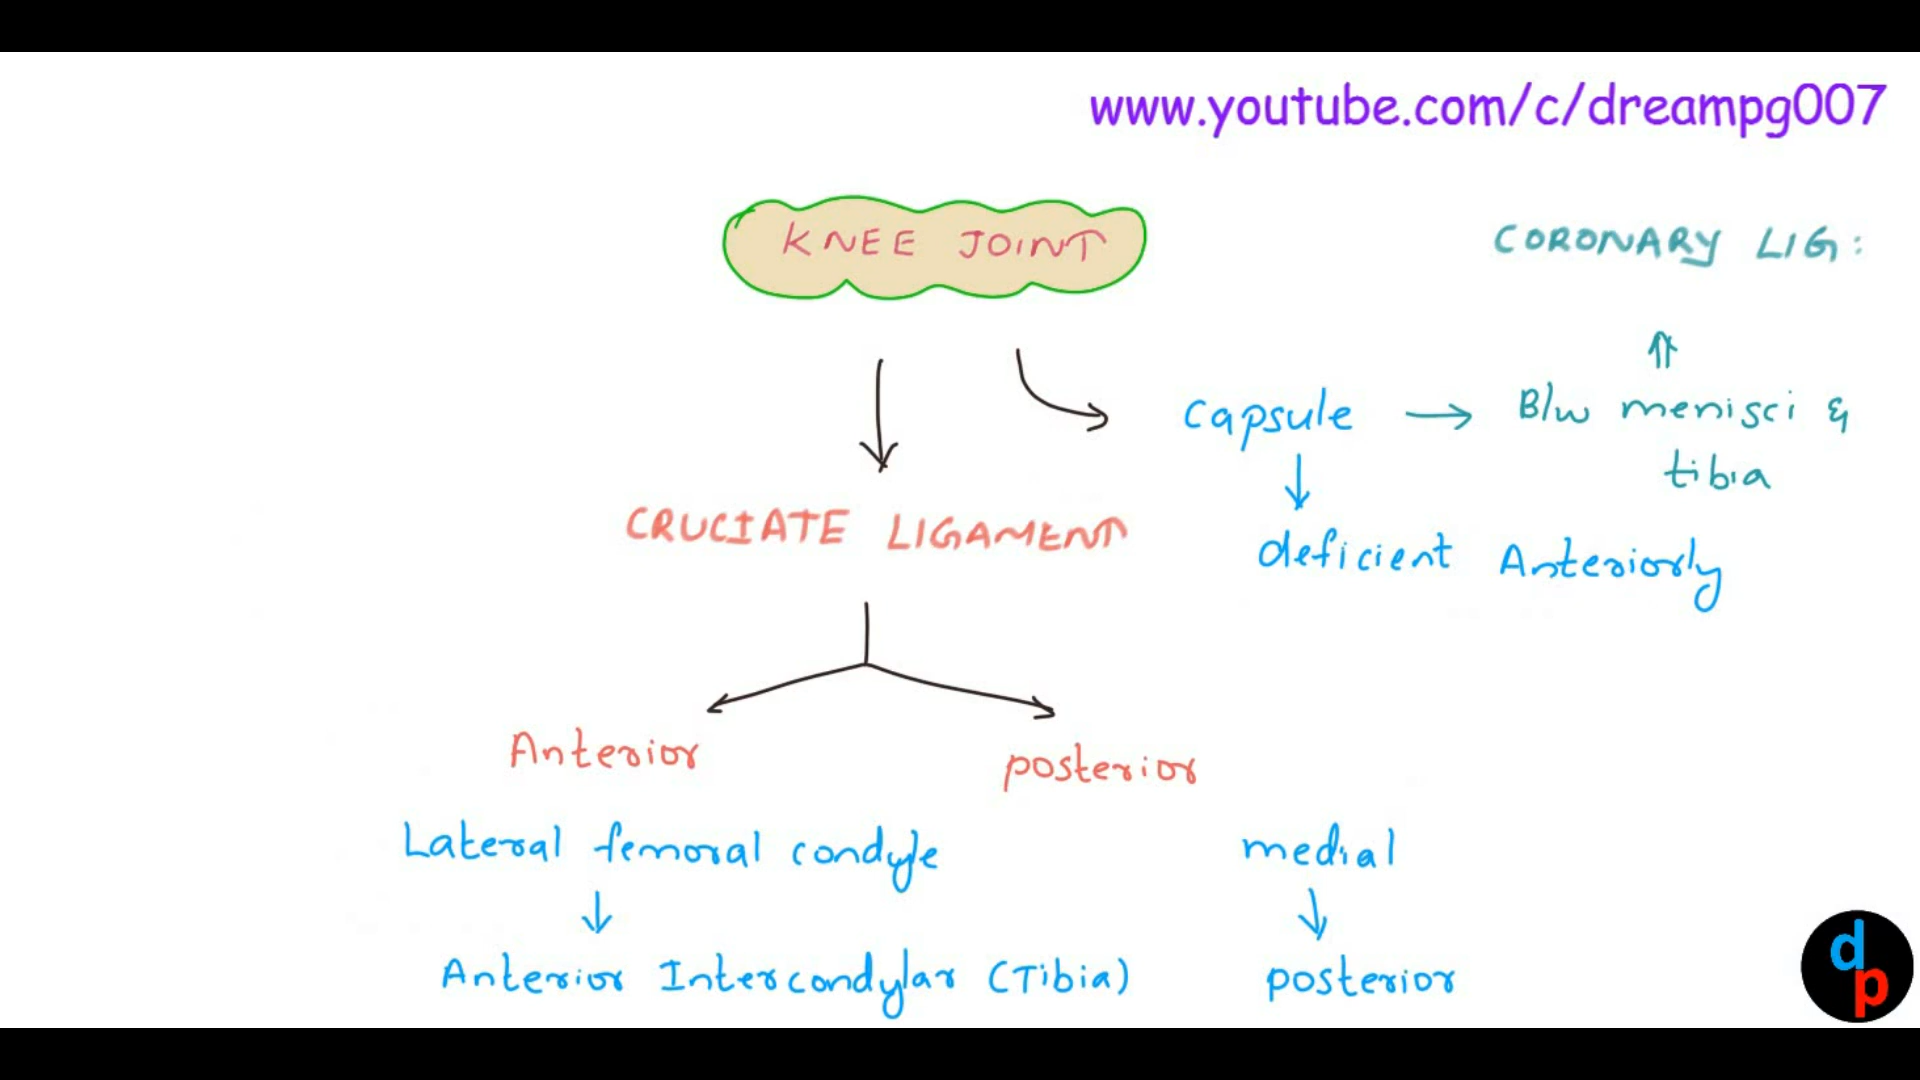 www.youtube.com/c/dreampg007
KNEE JOINT
CORONARY LIG:
capsule → B/w menisci &
tibia
deficient Anteriorly
CRUCIATE LIGAMENT
Anterior
posterior
Lateral femoral condyle
medial
Anterior Intercondylar (Tibia)
posterior
dp